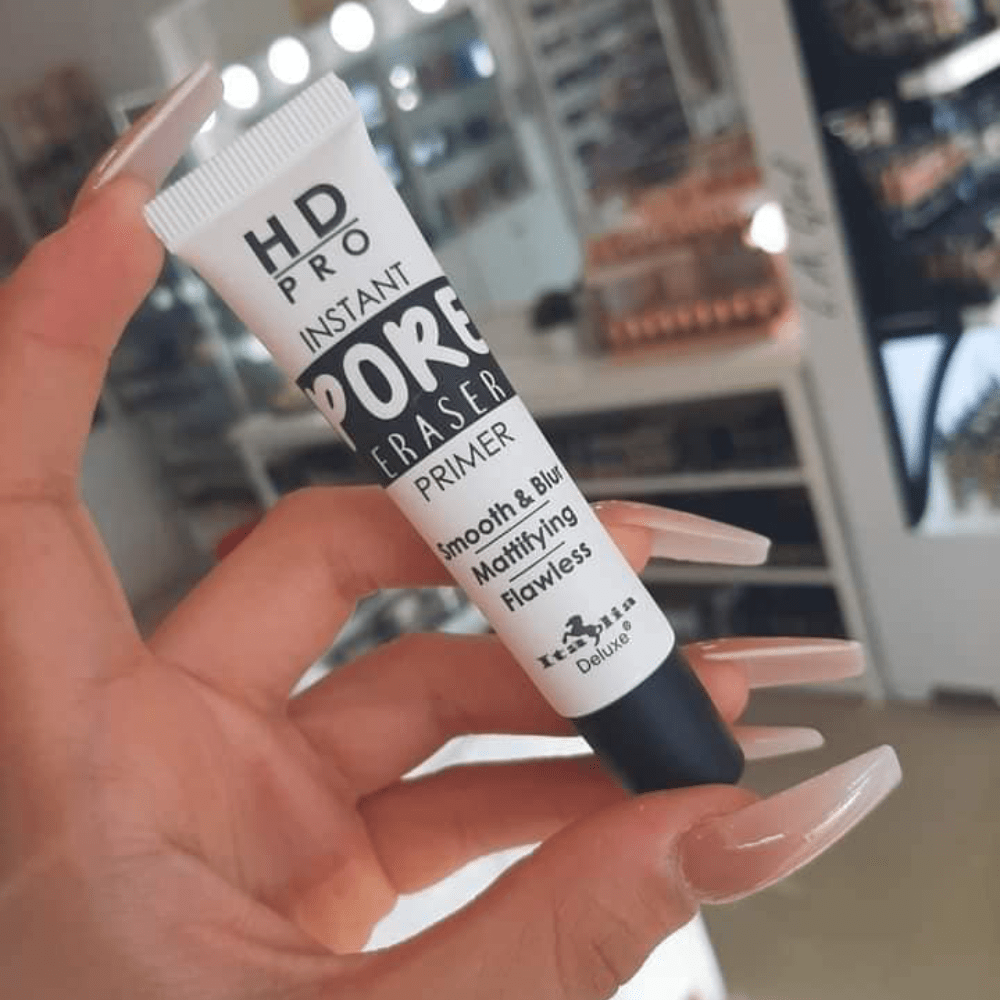 HD
PRO
INSTANT
PORE
ERASER
PRIMER
Smooth & Blur
Mattifying
Flawless
Italia
Deluxe®